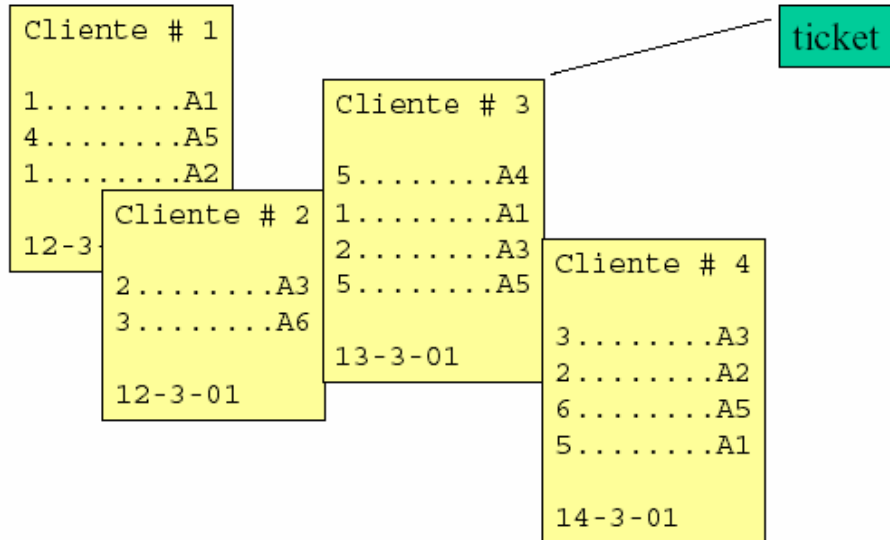 Cliente # 1
1........A1
4........A5
1........A2
12-3-
Cliente # 2
2........A3
3........A6
12-3-01
Cliente # 3
5........A4
1........A1
2........A3
5........A5
13-3-01
Cliente # 4
3........A3
2........A2
6........A5
5........A1
14-3-01
ticket